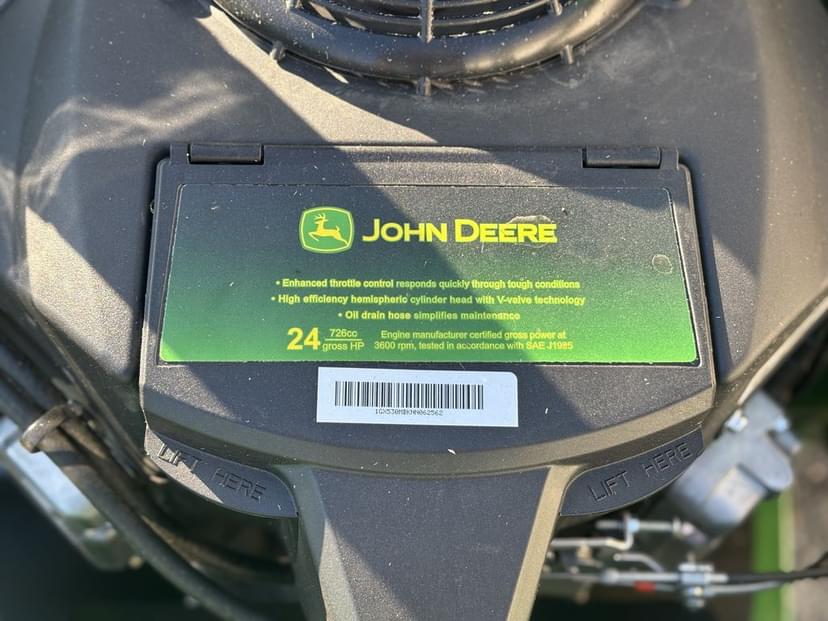 JOHN DEERE
• Enhanced throttle control responds quickly through tough conditions
• High efficiency hemispheric cylinder head with V-valve technology
• Oil drain hose simplifies maintenance
24 726cc gross HP
Engine manufacturer certified gross power at
3600 rpm, tested in accordance with SAE J1995
1GX530MBKNN062562
LIFT HERE
LIFT HERE